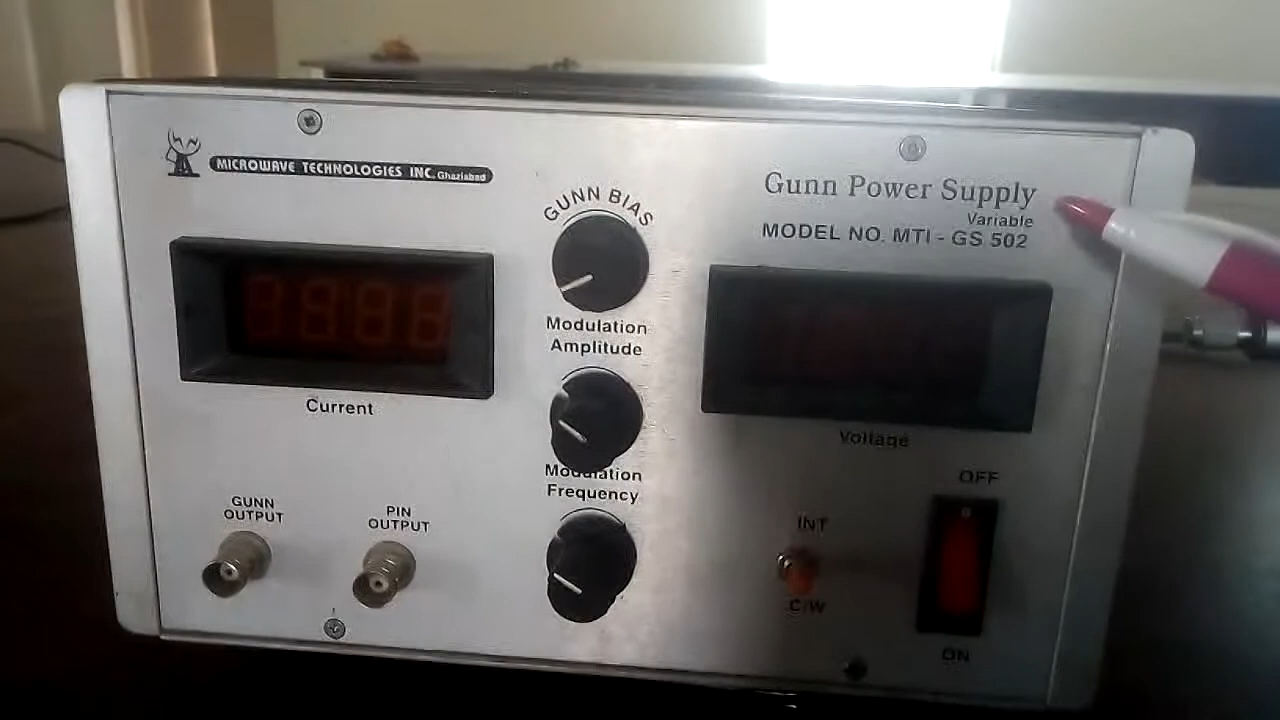 MICROWAVE TECHNOLOGIES INC. Ghaziabad
GUNN BIAS
Gunn Power Supply
Variable
MODEL NO. MTI - GS 502
Modulation
Amplitude
Current
Voltage
Modulation
Frequency
GUNN
OUTPUT
PIN
OUTPUT
INT
C/W
OFF
ON